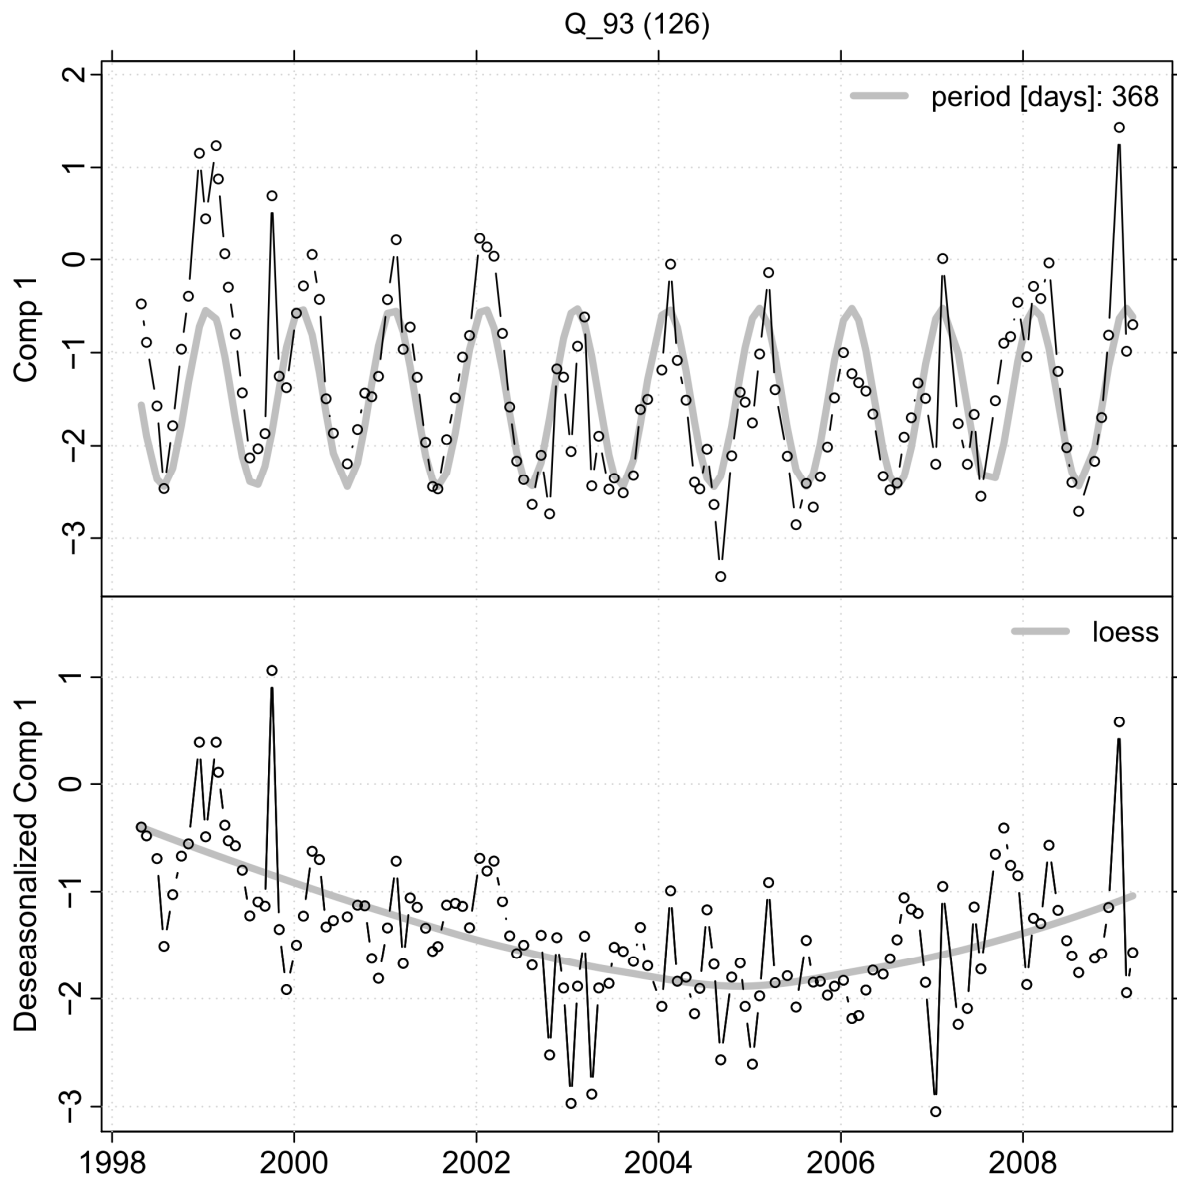 Q_93 (126)
period [days]: 368
Comp 1
2
1
0
−1
−2
−3
loess
Deseasonalized Comp 1
1
0
−1
−2
−3
1998 2000 2002 2004 2006 2008